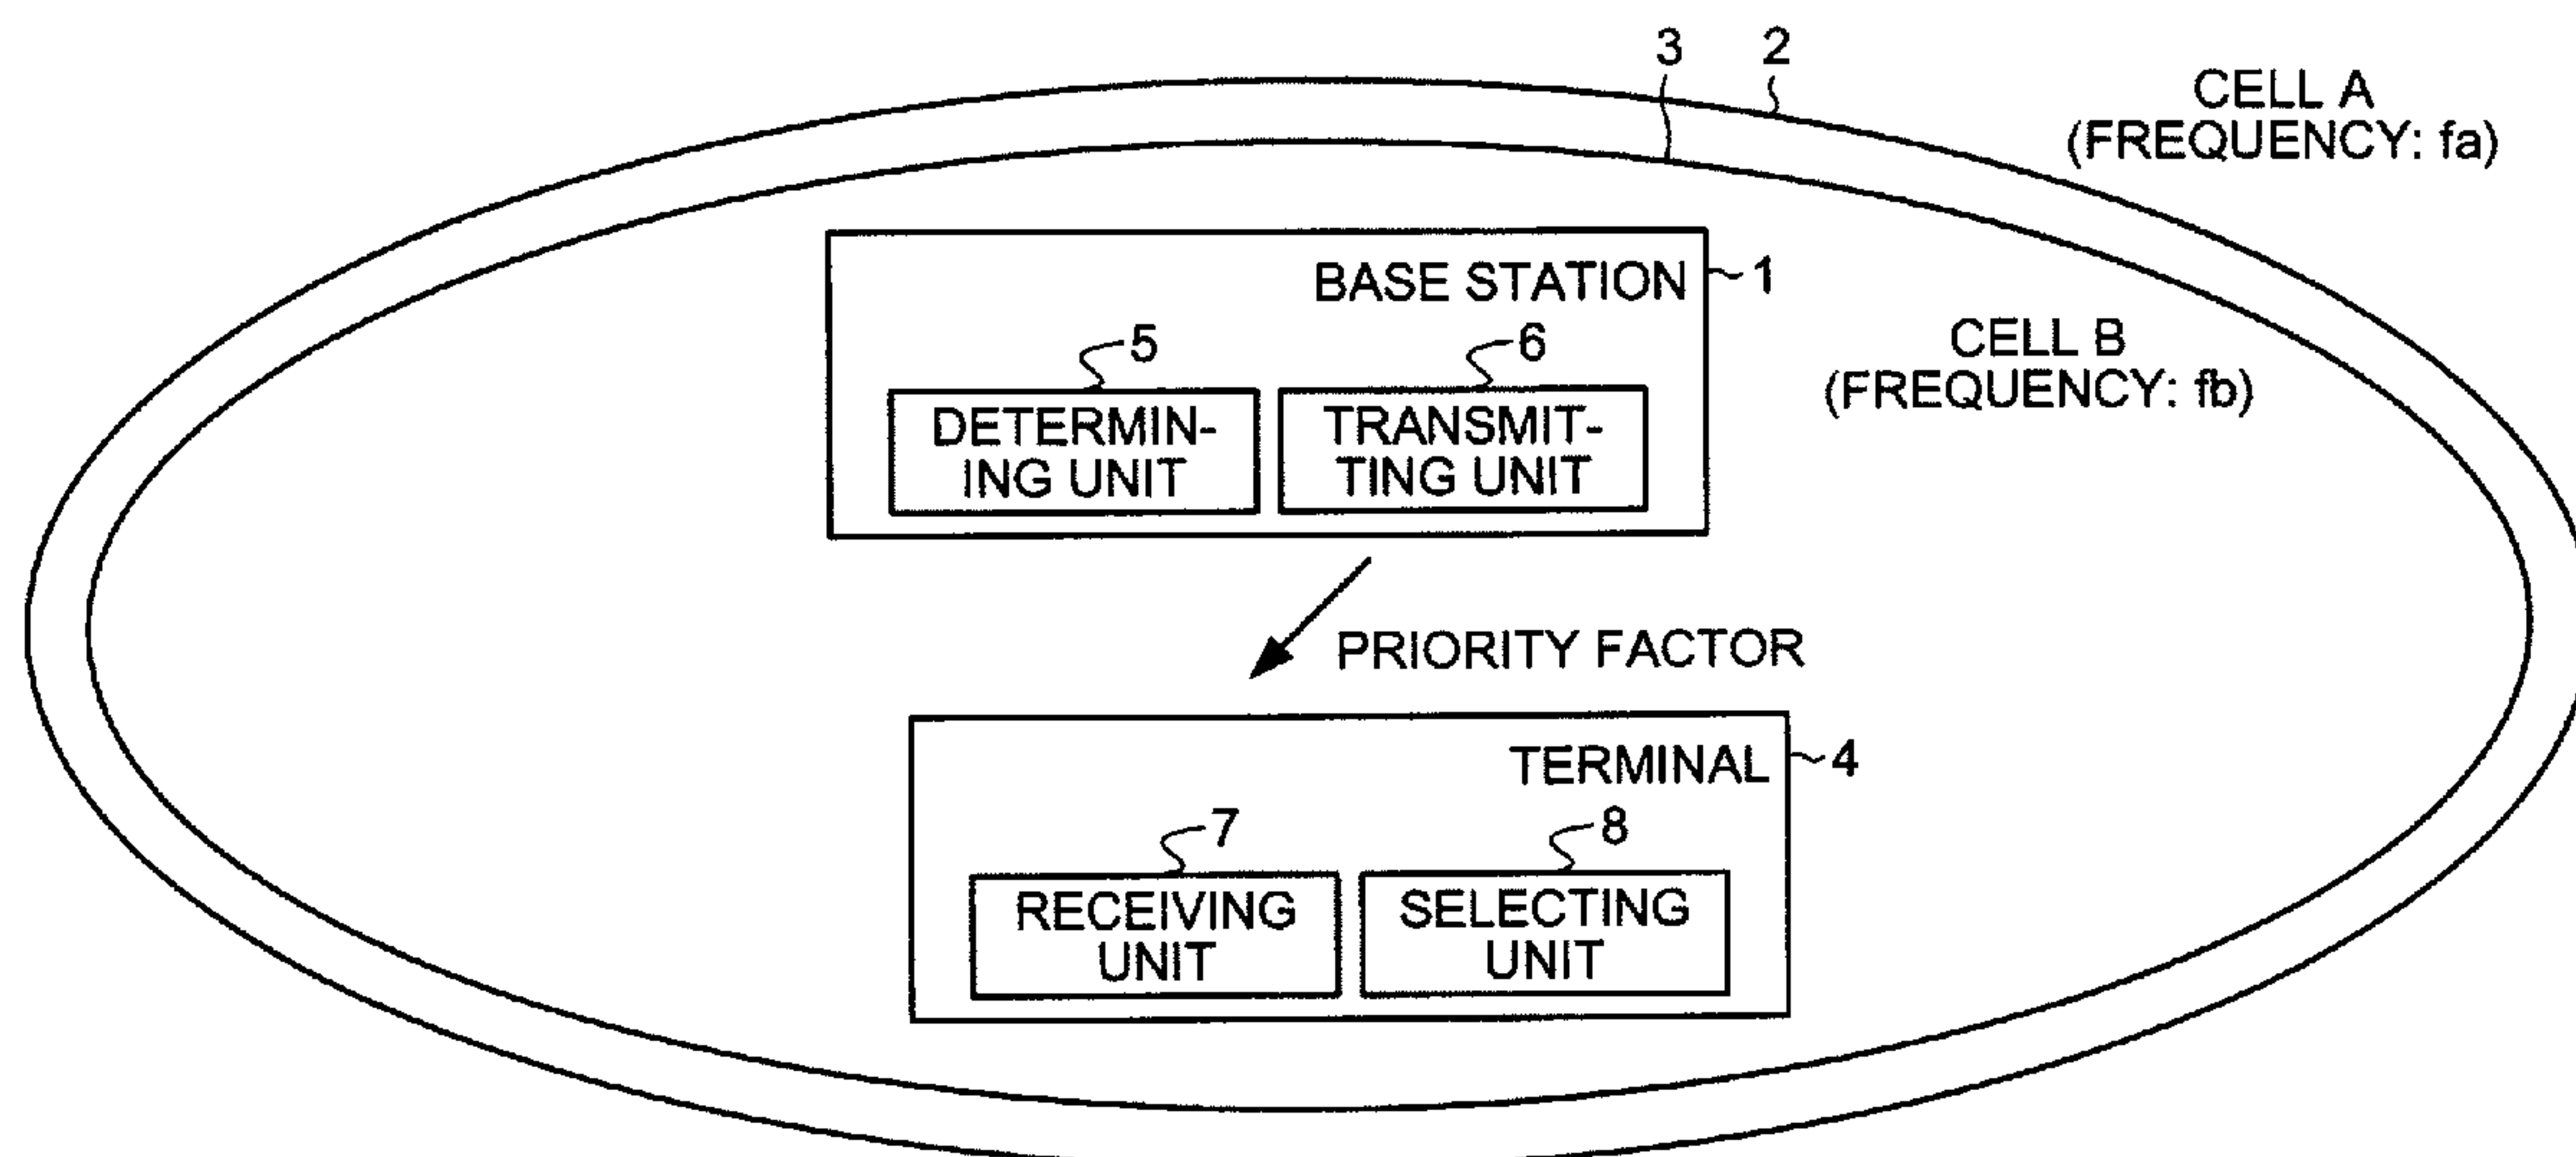 3
2
CELL A
(FREQUENCY: fa)
BASE STATION
1
CELL B
(FREQUENCY: fb)
5
6
DETERMIN-
ING UNIT
TRANSMIT-
TING UNIT
PRIORITY FACTOR
TERMINAL
4
7
8
RECEIVING
UNIT
SELECTING
UNIT